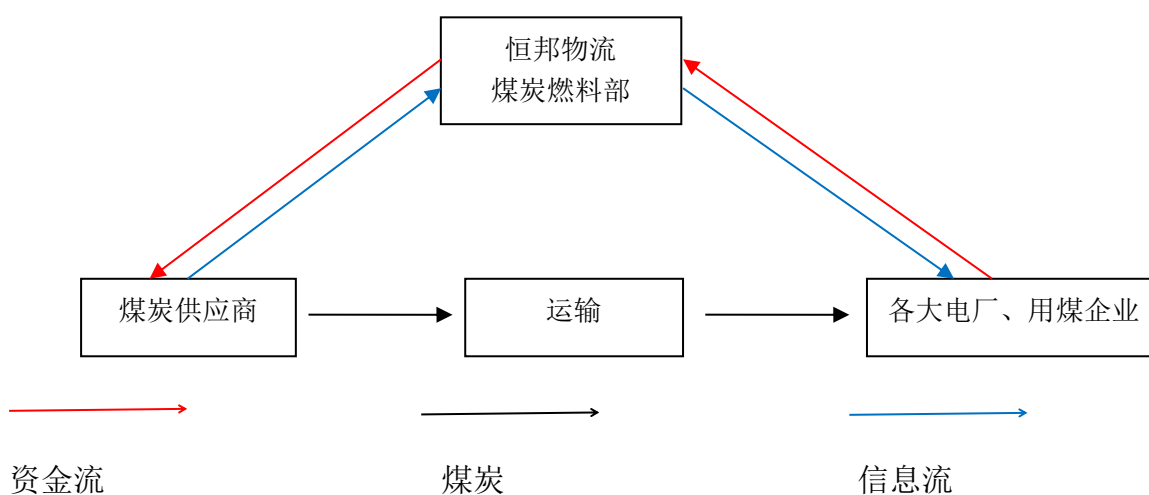 恒邦物流
煤炭燃料部
煤炭供应商
运输
各大电厂、用煤企业
资金流
煤炭
信息流